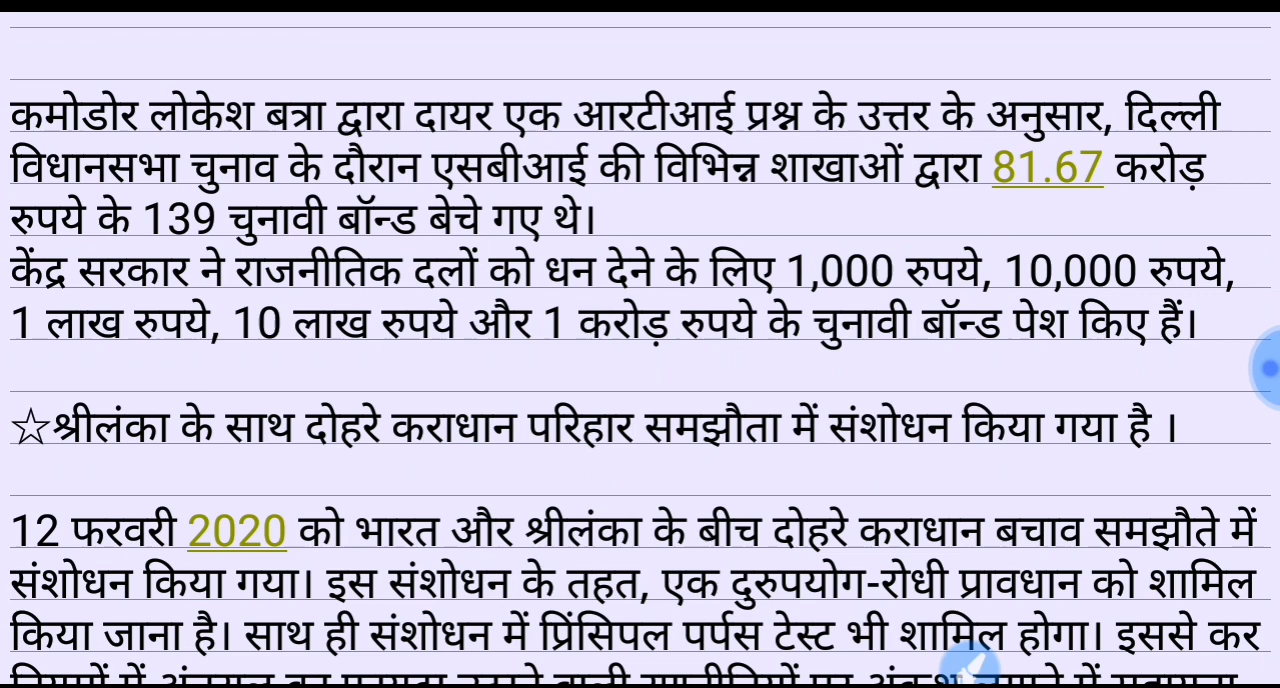 कमोडोर लोकेश बत्रा द्वारा दायर एक आरटीआई प्रश्न के उत्तर के अनुसार, दिल्ली
विधानसभा चुनाव के दौरान एसबीआई की विभिन्न शाखाओं द्वारा 81.67 करोड़
रुपये के 139 चुनावी बॉन्ड बेचे गए थे।
केंद्र सरकार ने राजनीतिक दलों को धन देने के लिए 1,000 रुपये, 10,000 रुपये,
1 लाख रुपये, 10 लाख रुपये और 1 करोड़ रुपये के चुनावी बॉन्ड पेश किए हैं।
☆श्रीलंका के साथ दोहरे कराधान परिहार समझौता में संशोधन किया गया है ।
12 फरवरी 2020 को भारत और श्रीलंका के बीच दोहरे कराधान बचाव समझौते में
संशोधन किया गया। इस संशोधन के तहत, एक दुरुपयोग-रोधी प्रावधान को शामिल
किया जाना है। साथ ही संशोधन में प्रिंसिपल पर्पस टेस्ट भी शामिल होगा। इससे कर